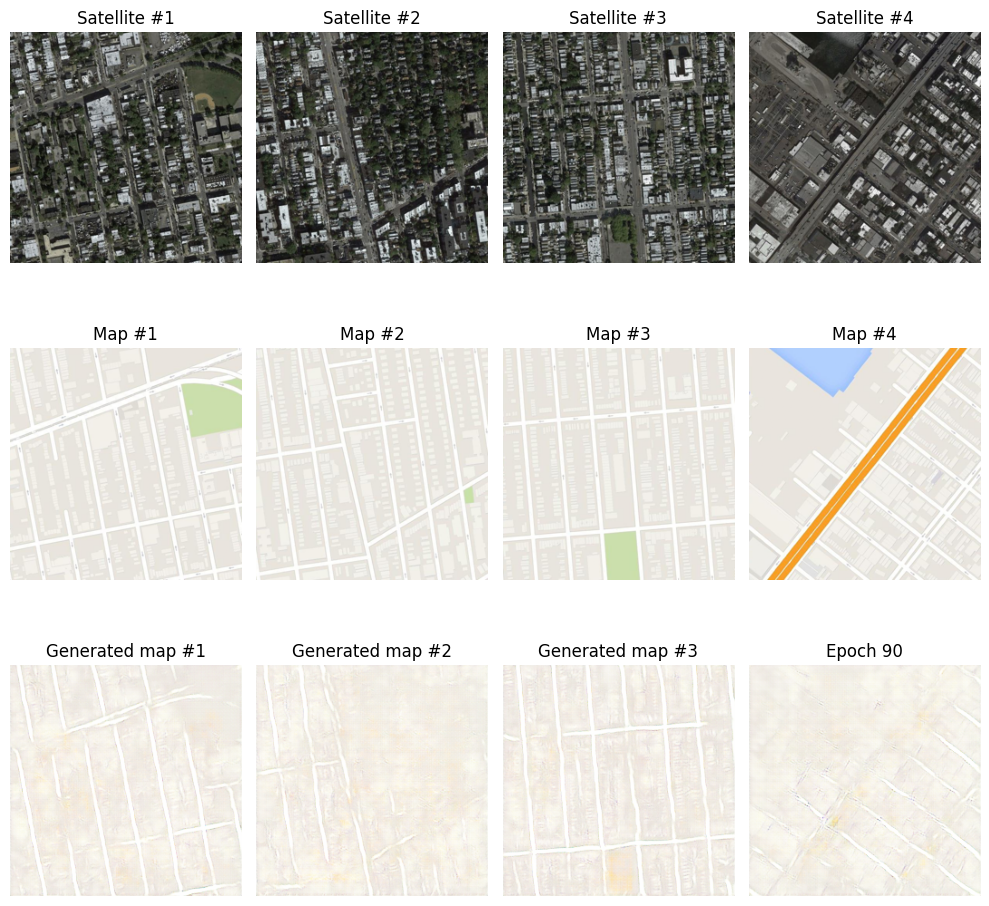 Satellite #1
Satellite #2
Satellite #3
Satellite #4
Map #1
Map #2
Map #3
Map #4
Generated map #1
Generated map #2
Generated map #3
Epoch 90